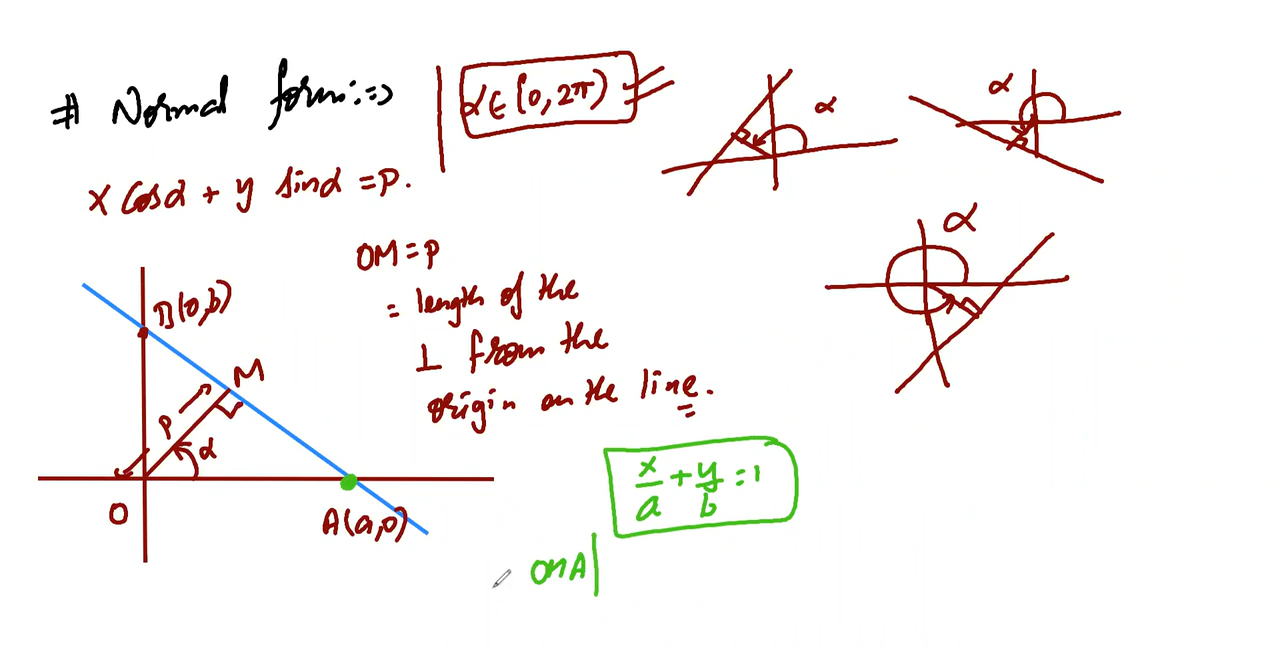 # Normal form:⇒
α∈[0, 2π)
x cosα + y sinα = P.
OM = P
= length of the
⊥ from the
origin on the line.
B(0,b)
M
P
α
O
A(a,0)
α
α
α
x/a + y/b = 1
OMA